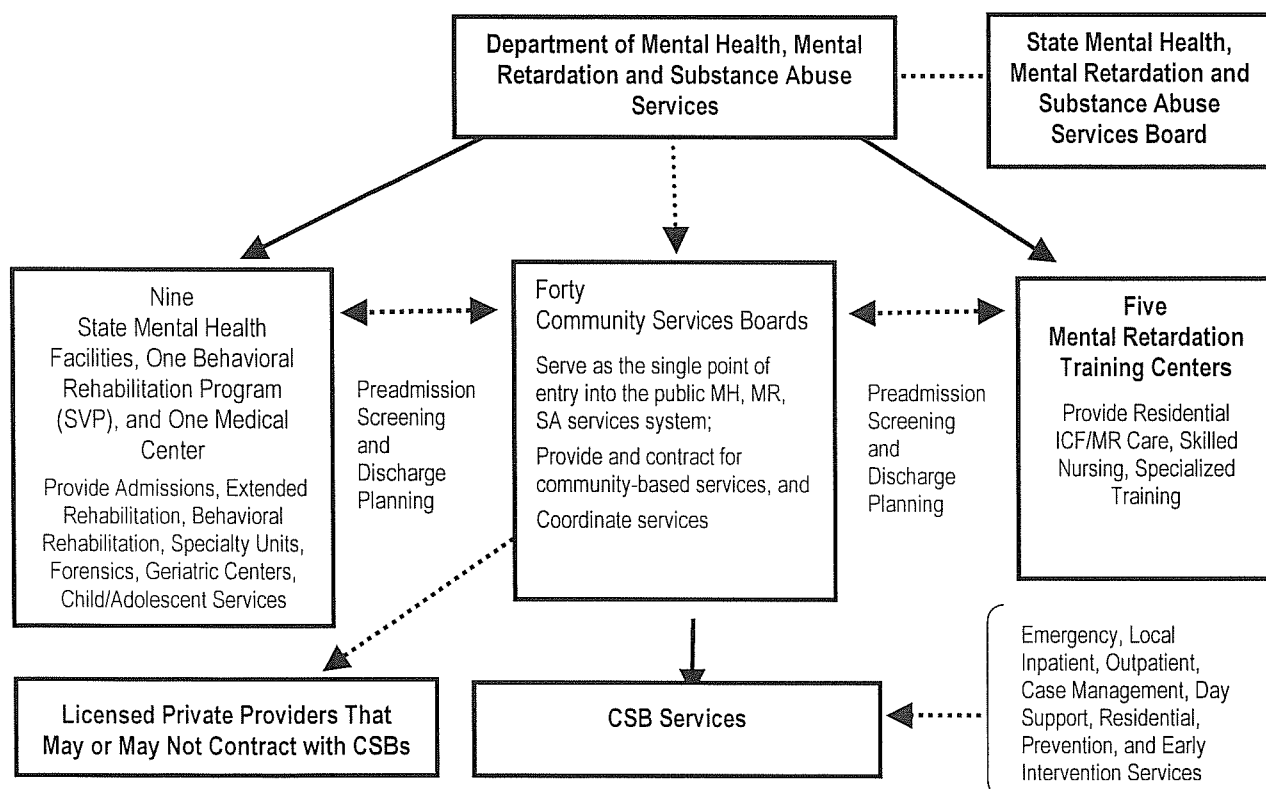 Department of Mental Health, Mental
Retardation and Substance Abuse
Services
State Mental Health,
Mental Retardation and
Substance Abuse
Services Board
Nine
State Mental Health
Facilities, One Behavioral
Rehabilitation Program
(SVP), and One Medical
Center
Provide Admissions, Extended
Rehabilitation, Behavioral
Rehabilitation, Specialty Units,
Forensics, Geriatric Centers,
Child/Adolescent Services
Preadmission
Screening
and
Discharge
Planning
Forty
Community Services Boards
Serve as the single point of
entry into the public MH, MR,
SA services system;
Provide and contract for
community-based services, and
Coordinate services
Preadmission
Screening
and
Discharge
Planning
Five
Mental Retardation
Training Centers
Provide Residential
ICF/MR Care, Skilled
Nursing, Specialized
Training
Licensed Private Providers That
May or May Not Contract with CSBs
CSB Services
Emergency, Local
Inpatient, Outpatient,
Case Management, Day
Support, Residential,
Prevention, and Early
Intervention Services